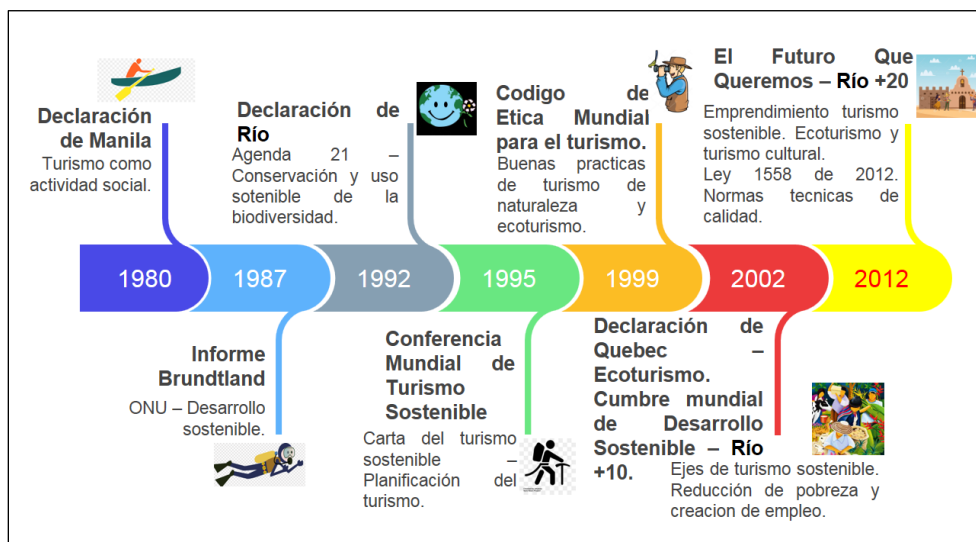 Declaración
de Manila
Turismo como
actividad social.
Declaración de
Río
Agenda 21 –
Conservación y uso
sotenible de la
biodiversidad.
Codigo de
Etica Mundial
para el turismo.
Buenas practicas
de turismo de
naturaleza y
ecoturismo.
El Futuro Que
Queremos – Río +20
Emprendimiento turismo
sostenible. Ecoturismo y
turismo cultural.
Ley 1558 de 2012.
Normas tecnicas de
calidad.
1980
1987
1992
1995
1999
2002
2012
Informe
Brundtland
ONU – Desarrollo
sostenible.
Conferencia
Mundial de
Turismo
Sostenible
Carta del turismo
sostenible –
Planificación del
turismo.
Declaración de
Quebec –
Ecoturismo.
Cumbre mundial
de Desarrollo
Sostenible – Río
+10.
Ejes de turismo sostenible.
Reducción de pobreza y
creacion de empleo.